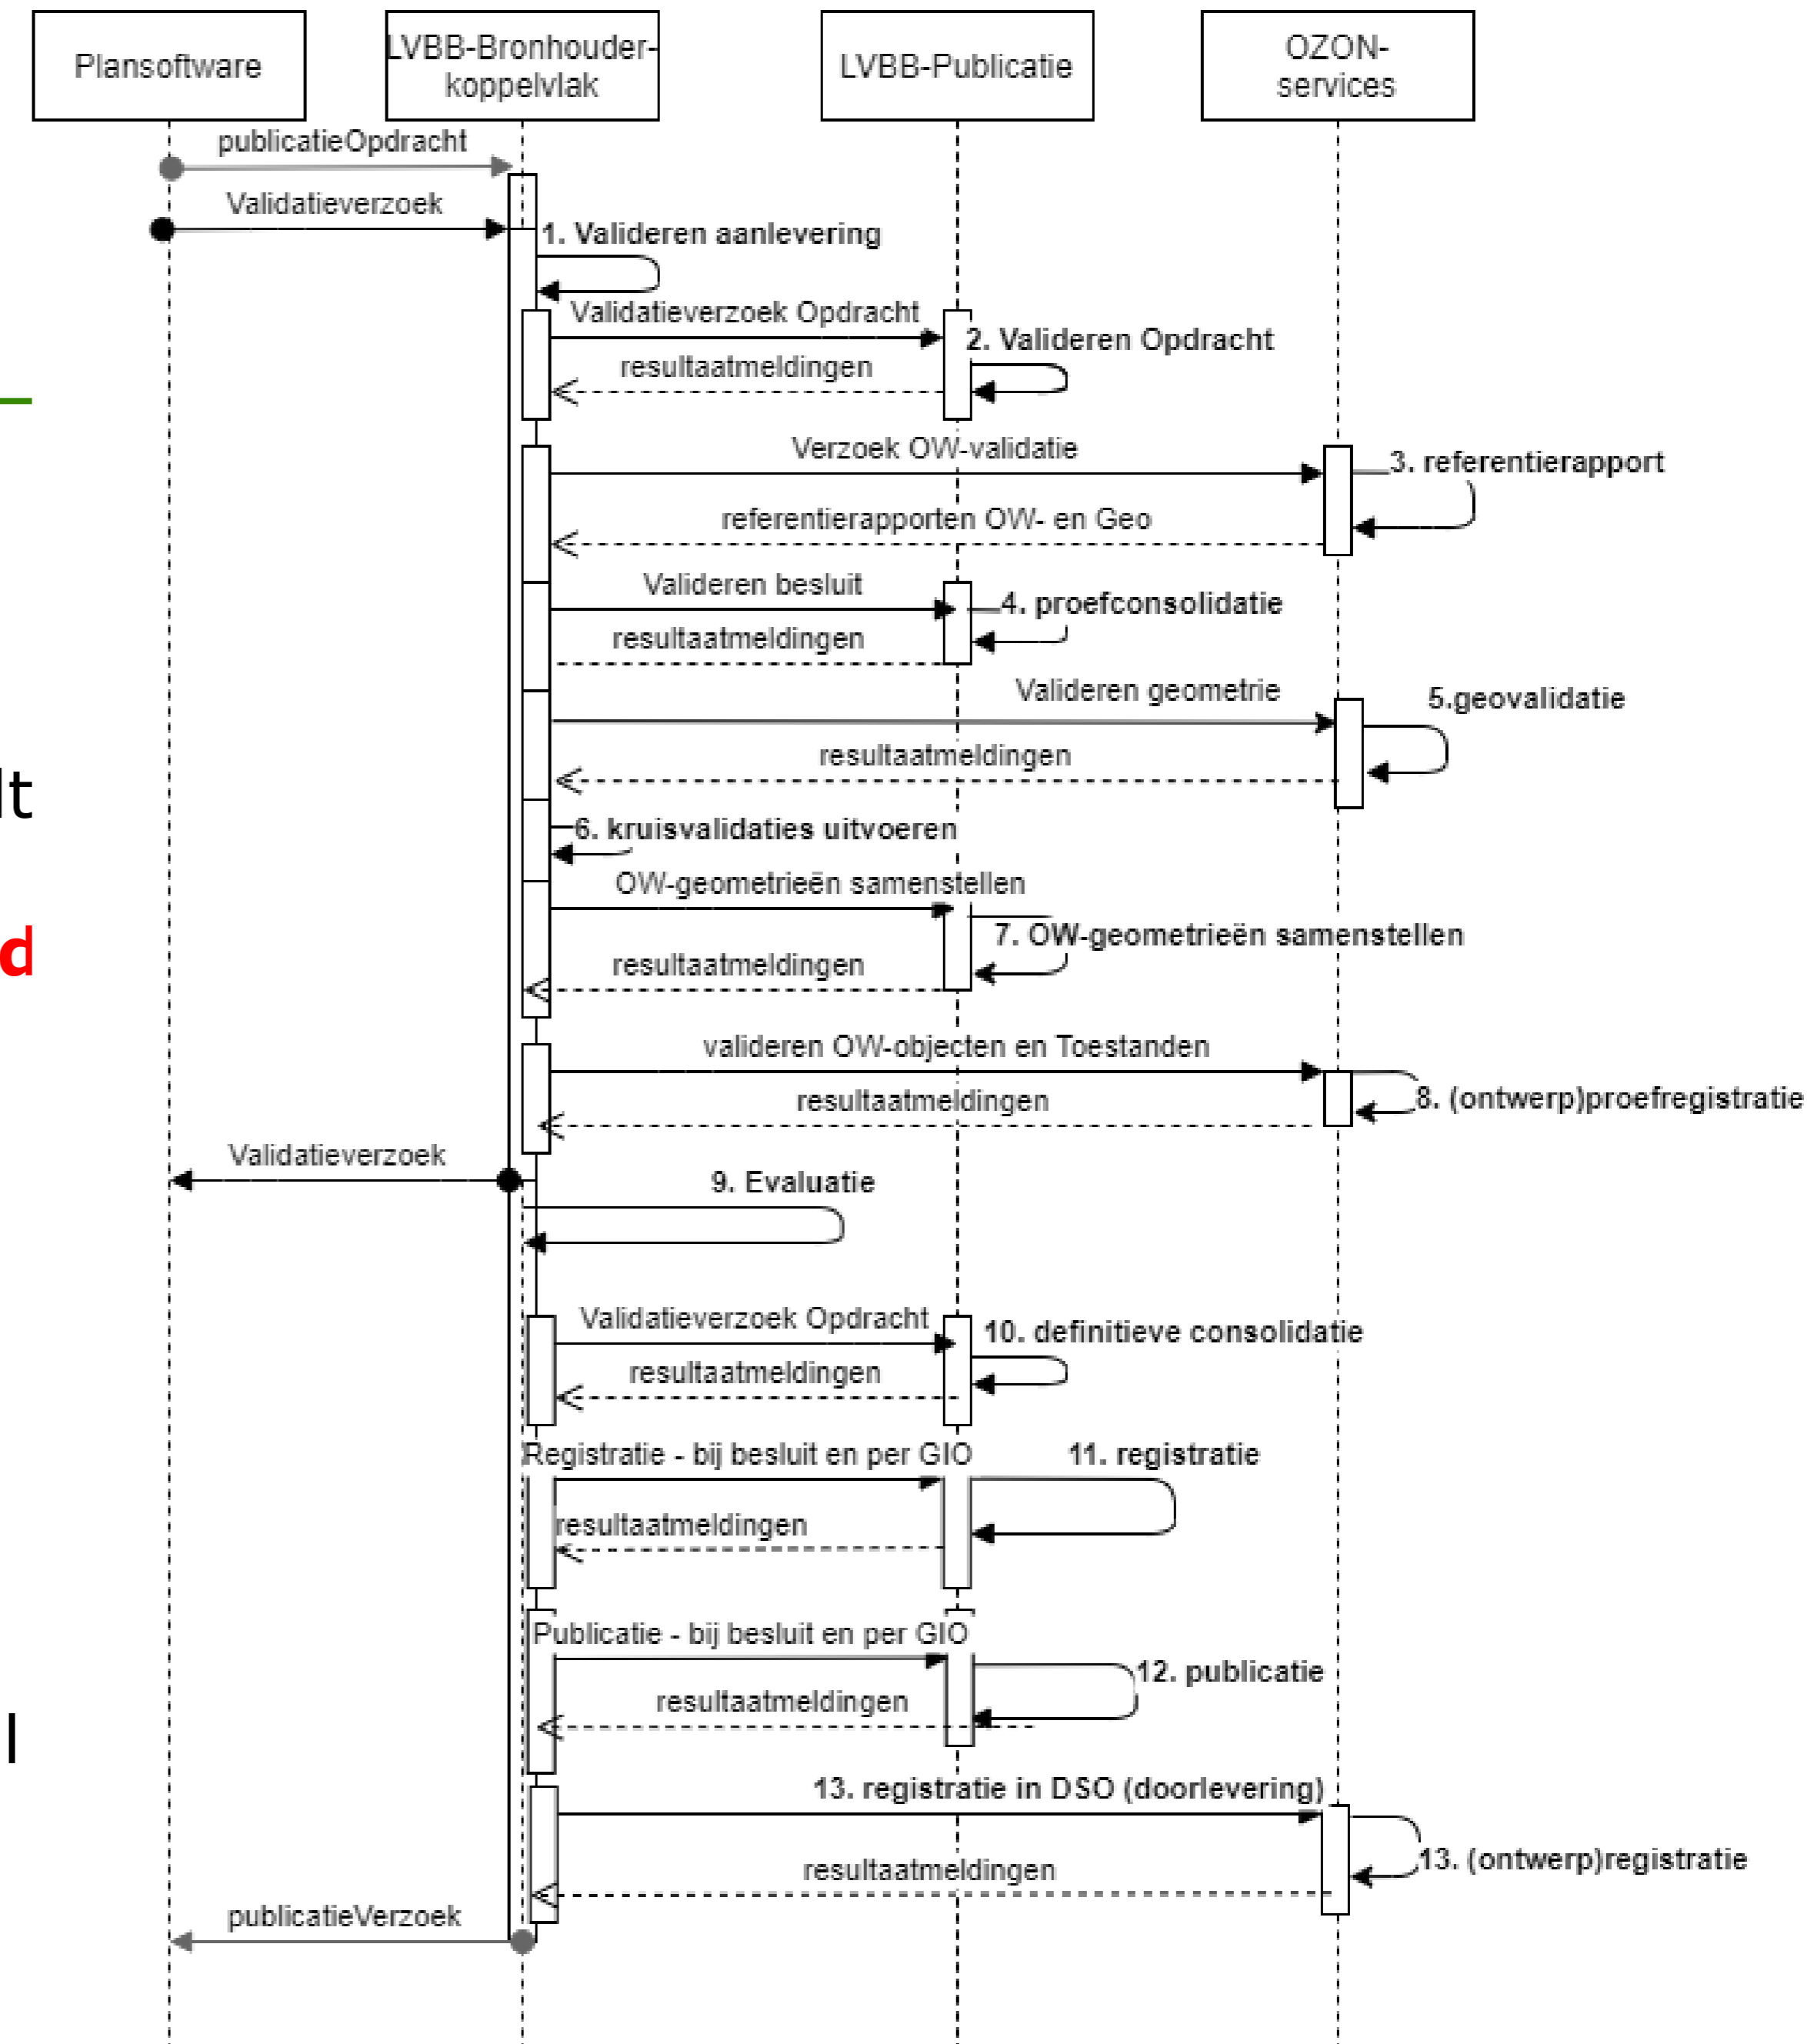 Plansoftware
LVBB-Bronhouder-
koppelvlak
LVBB-Publicatie
OZON-
services
publicatieOpdracht
Validatieverzoek
1. Valideren aanlevering
Validatieverzoek Opdracht
2. Valideren Opdracht
resultaatmeldingen
Verzoek OW-validatie
3. referentierapport
referentierapporten OW- en Geo
Valideren besluit
4. proefconsolidatie
resultaatmeldingen
Valideren geometrie
5.geovalidatie
resultaatmeldingen
lt
6. kruisvalidaties uitvoeren
OW-geometrieën samenstellen
d
7. OW-geometrieën samenstellen
resultaatmeldingen
valideren OW-objecten en Toestanden
resultaatmeldingen
8. (ontwerp)proefregistratie
Validatieverzoek
9. Evaluatie
Validatieverzoek Opdracht
10. definitieve consolidatie
resultaatmeldingen
Registratie - bij besluit en per GIO
11. registratie
resultaatmeldingen
Publicatie - bij besluit en per GIO
12. publicatie
resultaatmeldingen
l
13. registratie in DSO (doorlevering)
13. (ontwerp)registratie
resultaatmeldingen
publicatieVerzoek